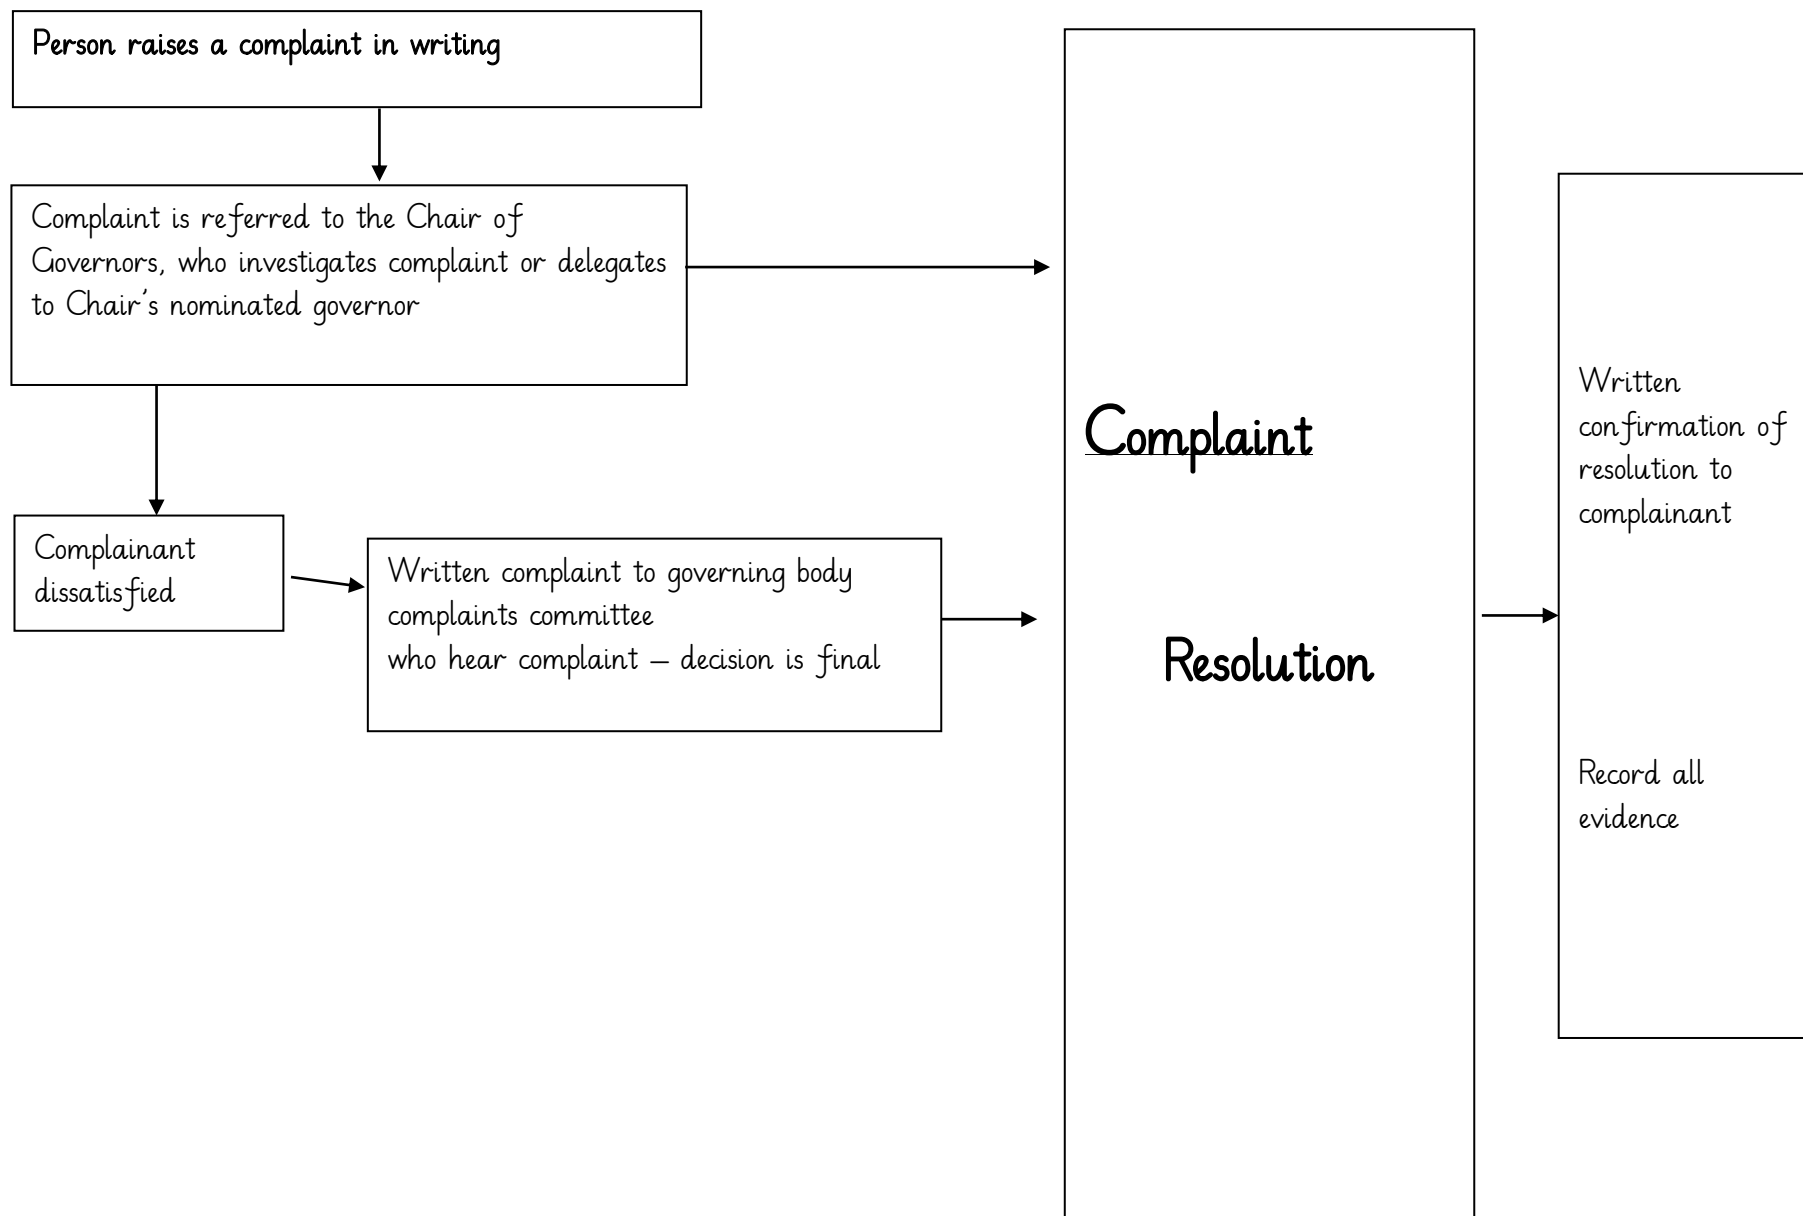 Person raises a complaint in writing
Complaint is referred to the Chair of
Governors, who investigates complaint or delegates
to Chair's nominated governor
Complainant
dissatisfied
Written complaint to governing body
complaints committee
who hear complaint – decision is final
Complaint
Resolution
Written
confirmation of
resolution to
complainant
Record all
evidence